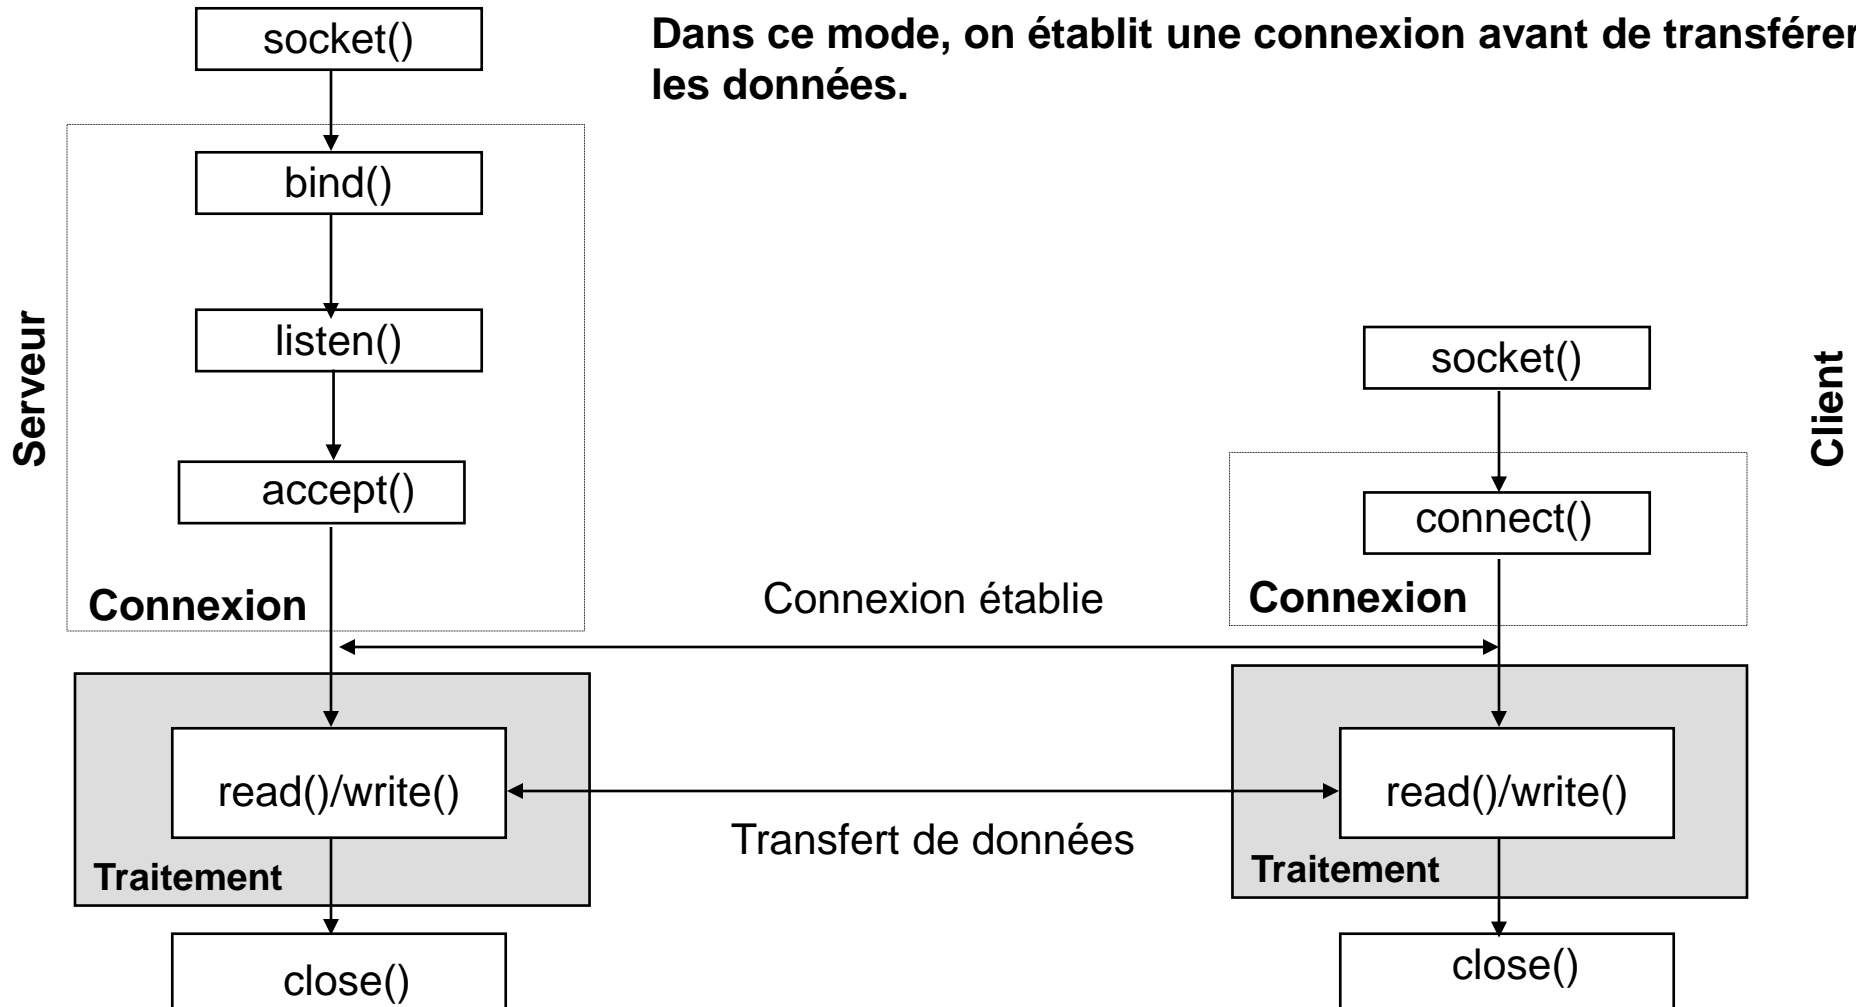 socket()
Dans ce mode, on établit une connexion avant de transférer
les données.
bind()
listen()
accept()
Connexion
Serveur
socket()
connect()
Connexion
Client
Connexion établie
read()/write()
Traitement
Transfert de données
read()/write()
Traitement
close()
close()